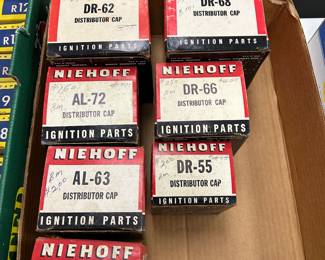 DR-62
DISTRIBUTOR CAP
IGNITION PARTS
DR-68
DISTRIBUTOR CAP
IGNITION PARTS
NIEHOFF
AL-72
DISTRIBUTOR CAP
IGNITION PARTS
NIEHOFF
DR-66
DISTRIBUTOR CAP
IGNITION PARTS
NIEHOFF
AL-63
DISTRIBUTOR CAP
IGNITION PARTS
NIEHOFF
DR-55
DISTRIBUTOR CAP
IGNITION PARTS
NIEHOFF
R12